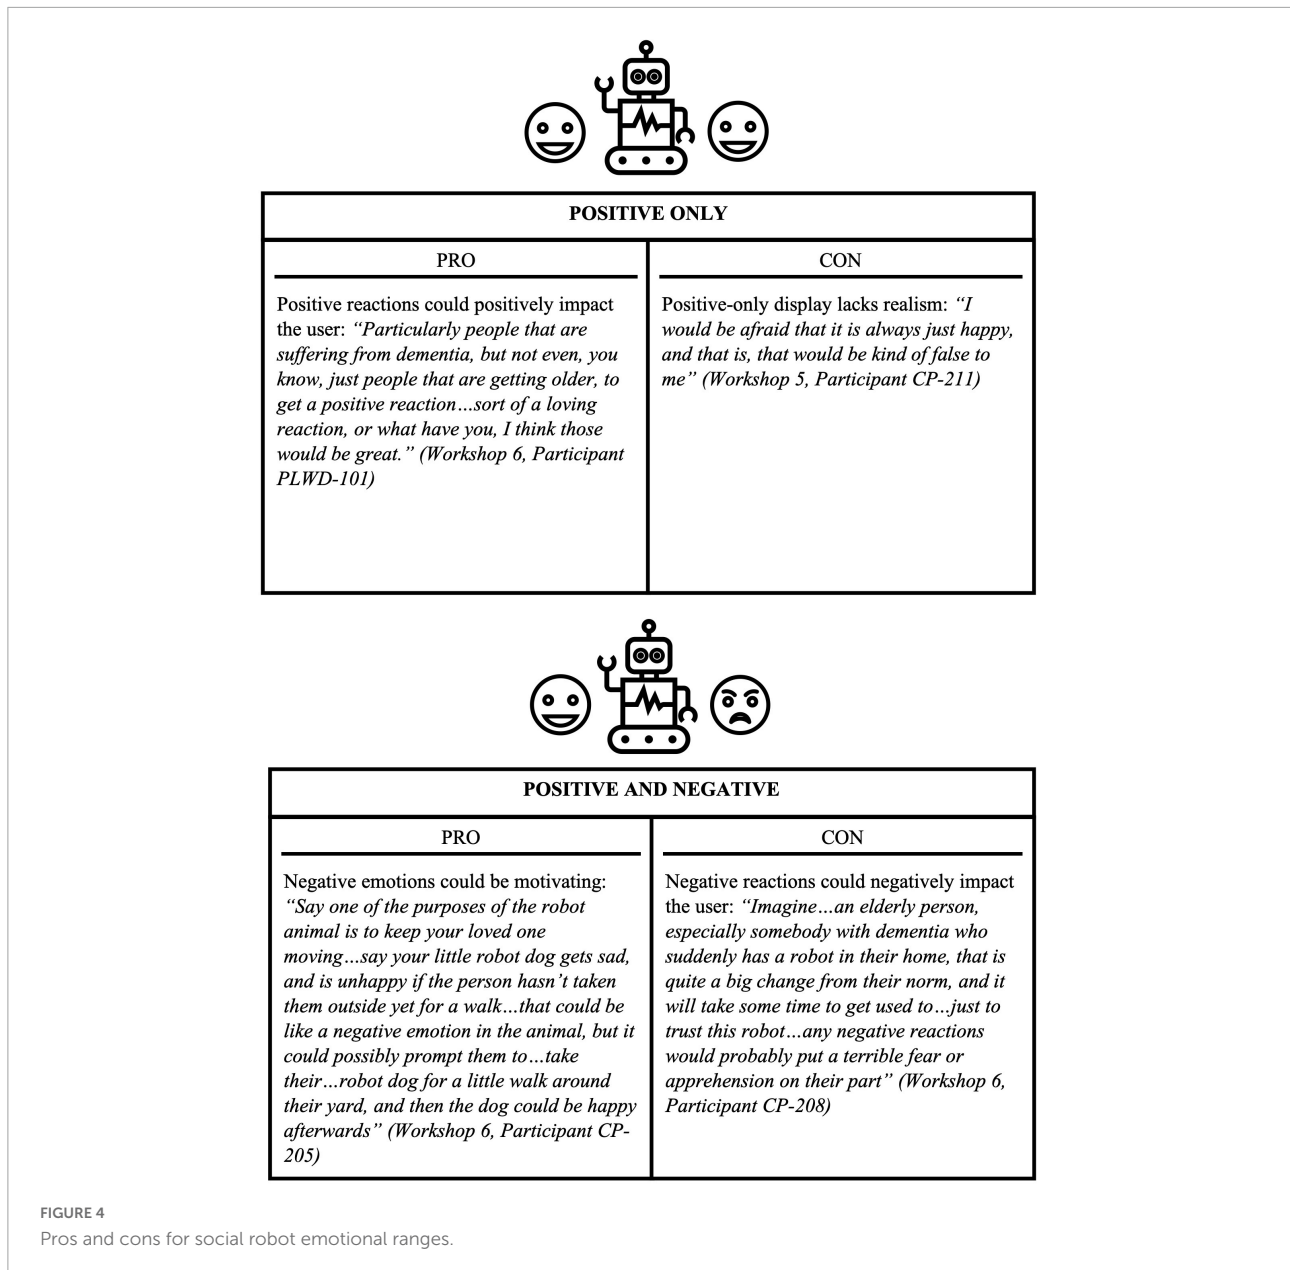 POSITIVE ONLY
PRO
Positive reactions could positively impact
the user: “Particularly people that are
suffering from dementia, but not even, you
know, just people that are getting older, to
get a positive reaction…sort of a loving
reaction, or what have you, I think those
would be great.” (Workshop 6, Participant
PLWD-101)
CON
Positive-only display lacks realism: “I
would be afraid that it is always just happy,
and that is, that would be kind of false to
me” (Workshop 5, Participant CP-211)
POSITIVE AND NEGATIVE
PRO
Negative emotions could be motivating:
“Say one of the purposes of the robot
animal is to keep your loved one
moving…say your little robot dog gets sad,
and is unhappy if the person hasn’t taken
them outside yet for a walk…that could be
like a negative emotion in the animal, but it
could possibly prompt them to…take
their…robot dog for a little walk around
their yard, and then the dog could be happy
afterwards” (Workshop 6, Participant CP-
205)
CON
Negative reactions could negatively impact
the user: “Imagine…an elderly person,
especially somebody with dementia who
suddenly has a robot in their home, that is
quite a big change from their norm, and it
will take some time to get used to…just to
trust this robot…any negative reactions
would probably put a terrible fear or
apprehension on their part” (Workshop 6,
Participant CP-208)
FIGURE 4
Pros and cons for social robot emotional ranges.